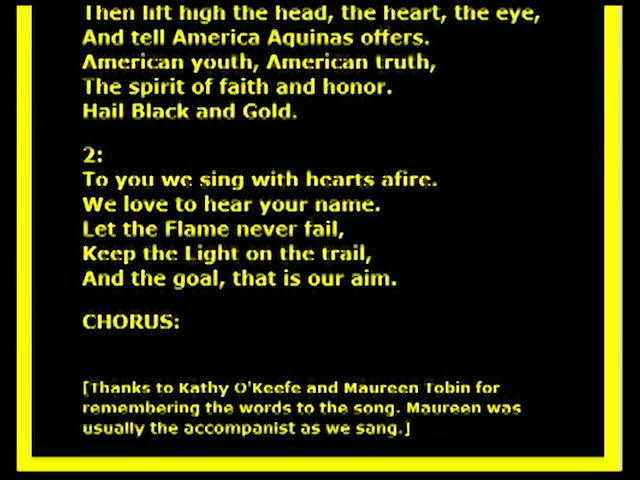 Then lift high the head, the heart, the eye,
And tell America Aquinas offers.
American youth, American truth,
The spirit of faith and honor.
Hail Black and Gold.
2:
To you we sing with hearts afire.
We love to hear your name.
Let the Flame never fail,
Keep the Light on the trail,
And the goal, that is our aim.
CHORUS:
[Thanks to Kathy O'Keefe and Maureen Tobin for
remembering the words to the song. Maureen was
usually the accompanist as we sang.]